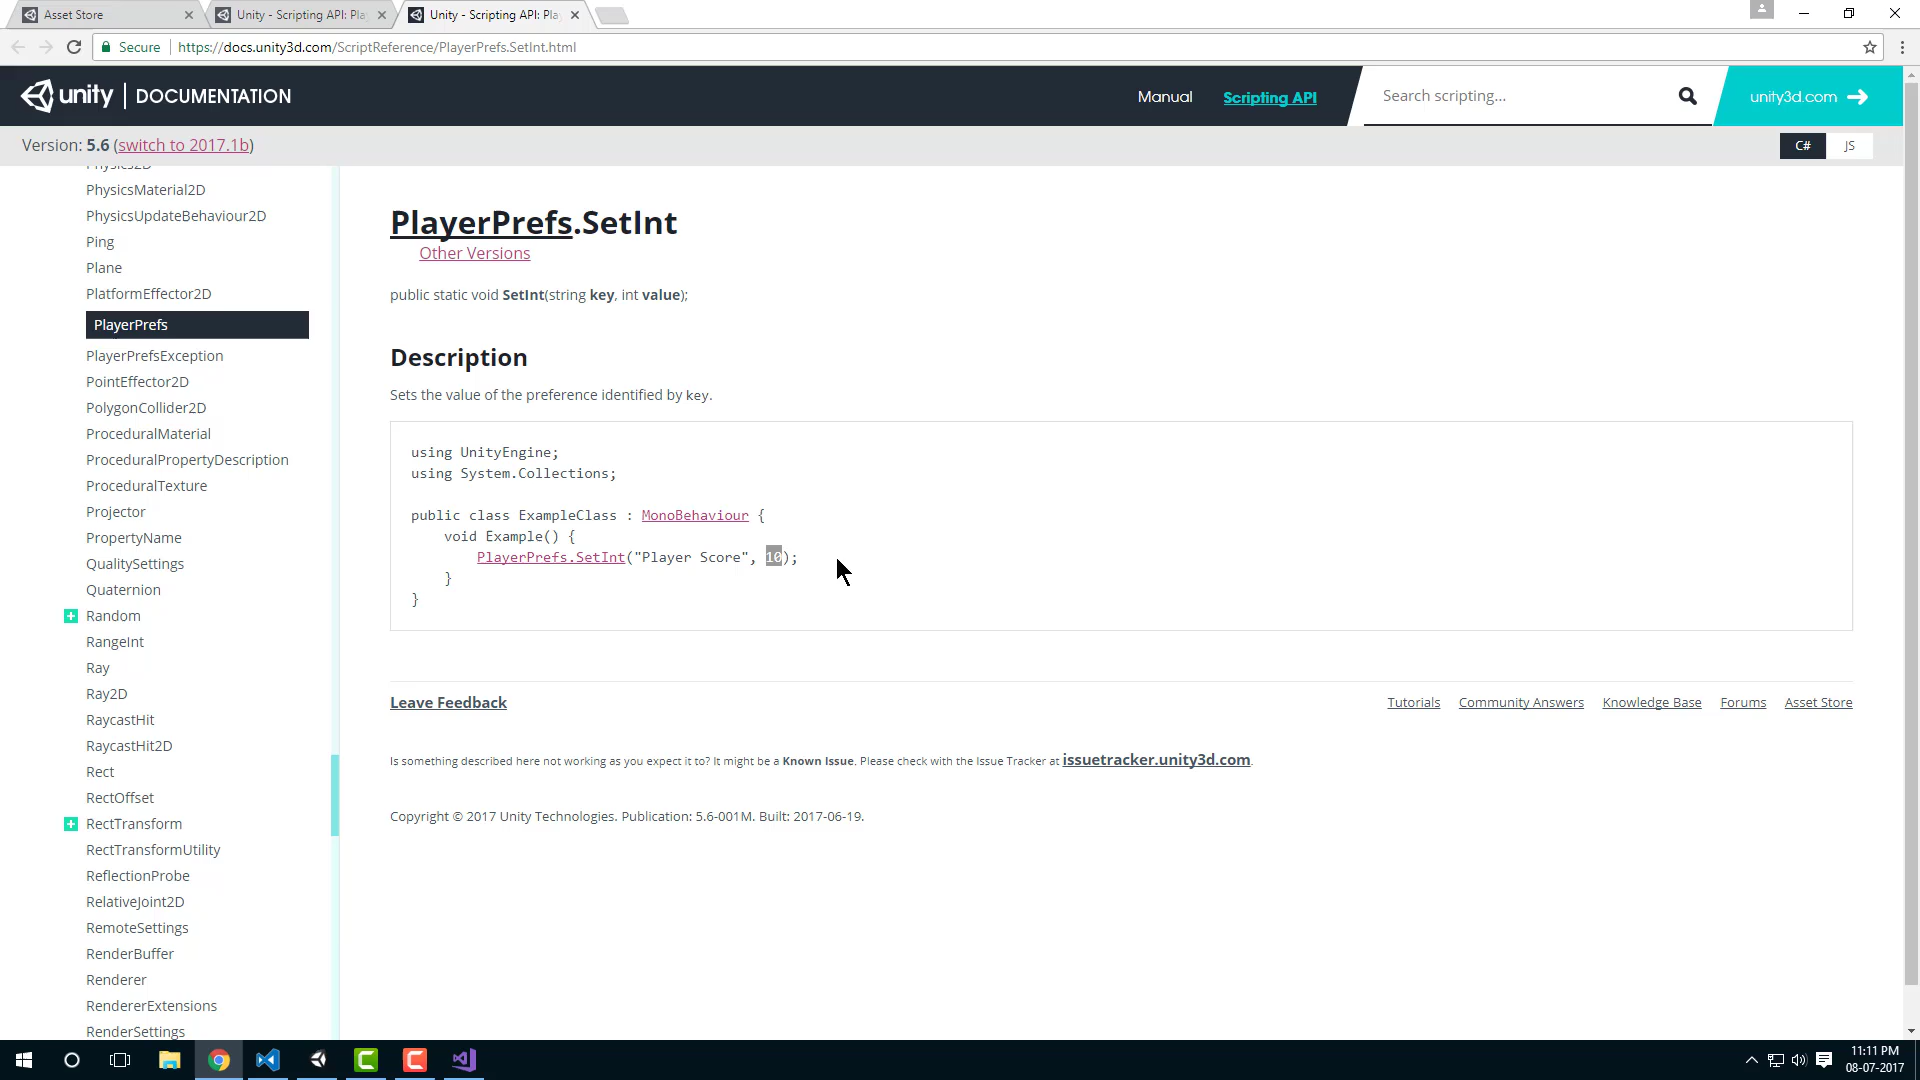 Asset Store
Unity - Scripting API: Pla
Unity - Scripting API: Pla
Secure
https://docs.unity3d.com/ScriptReference/PlayerPrefs.SetInt.html
unity | DOCUMENTATION
Manual
Scripting API
Search scripting...
unity3d.com
Version: 5.6 (switch to 2017.1b)
C#
JS
Physics2D
PhysicsMaterial2D
PhysicsUpdateBehaviour2D
Ping
Plane
PlatformEffector2D
PlayerPrefs
PlayerPrefsException
PointEffector2D
PolygonCollider2D
ProceduralMaterial
ProceduralPropertyDescription
ProceduralTexture
Projector
PropertyName
QualitySettings
Quaternion
Random
RangeInt
Ray
Ray2D
RaycastHit
RaycastHit2D
Rect
RectOffset
RectTransform
RectTransformUtility
ReflectionProbe
RelativeJoint2D
RemoteSettings
RenderBuffer
Renderer
RendererExtensions
RenderSettings
PlayerPrefs.SetInt
Other Versions
public static void SetInt(string key, int value);
Description
Sets the value of the preference identified by key.
using UnityEngine;
using System.Collections;
public class ExampleClass : MonoBehaviour {
void Example() {
PlayerPrefs.SetInt("Player Score", 10);
}
}
Leave Feedback
Tutorials
Community Answers
Knowledge Base
Forums
Asset Store
Is something described here not working as you expect it to? It might be a Known Issue. Please check with the Issue Tracker at issuetracker.unity3d.com.
Copyright © 2017 Unity Technologies. Publication: 5.6-001M. Built: 2017-06-19.
11:11 PM
08-07-2017